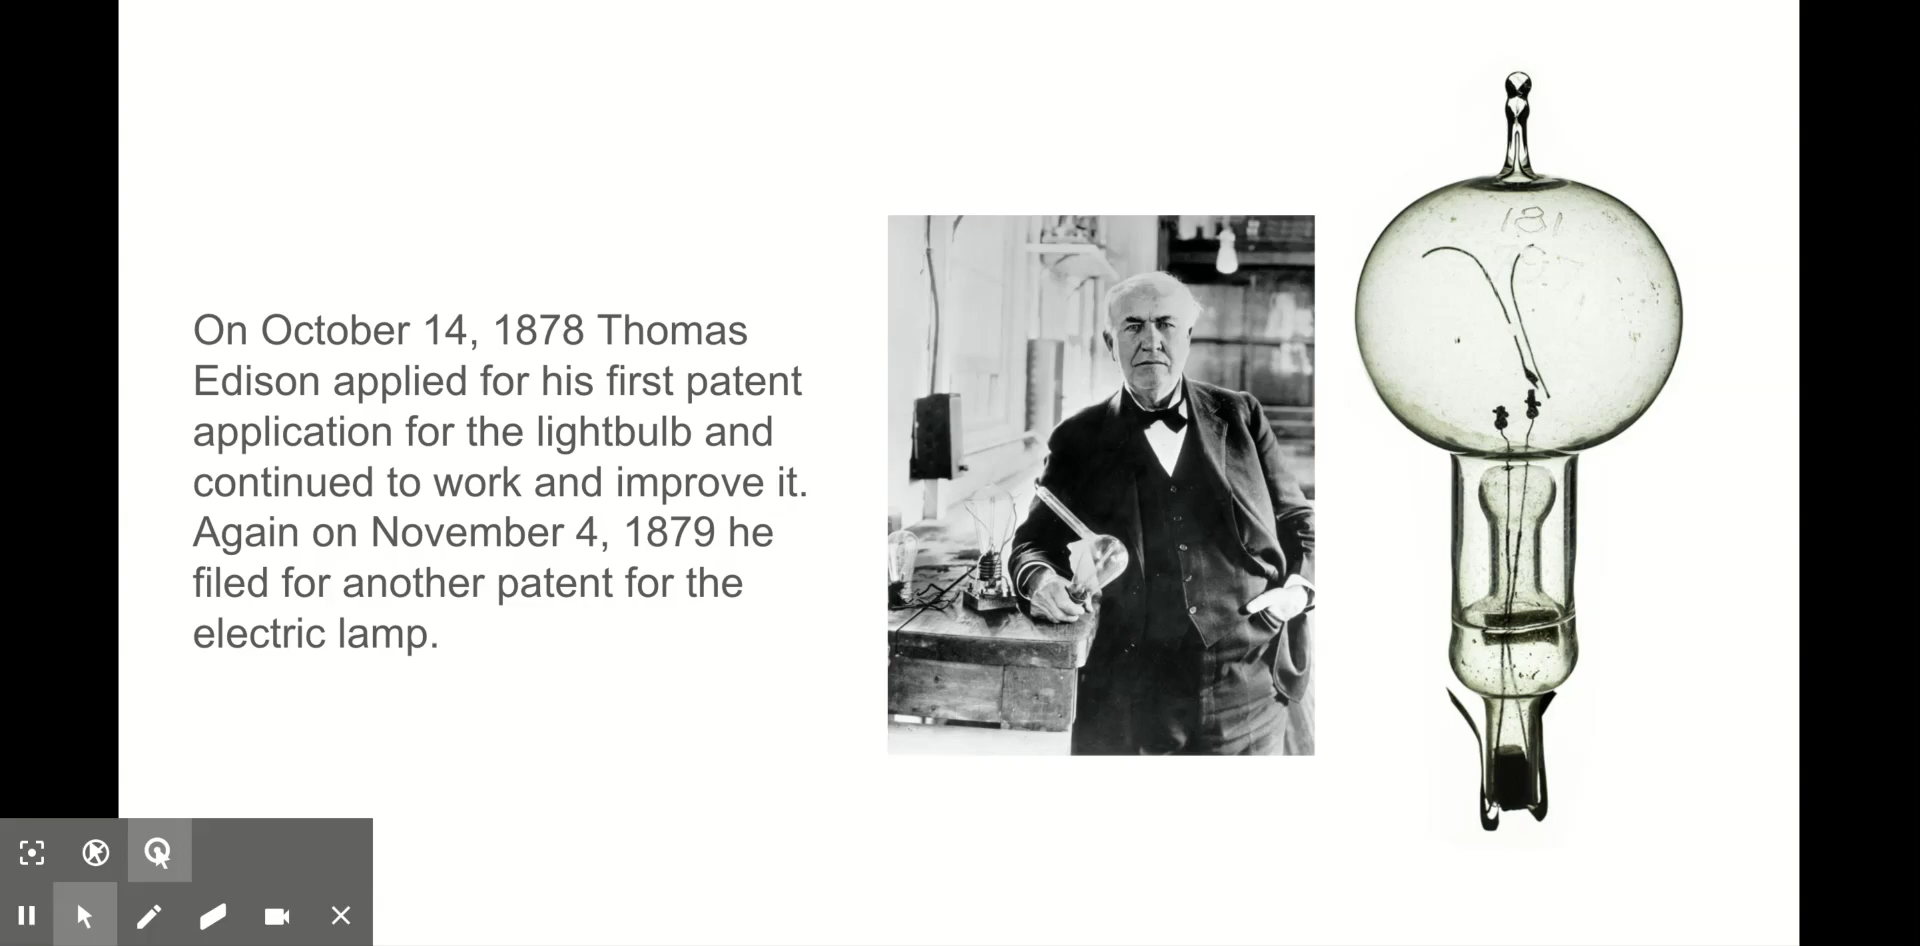 On October 14, 1878 Thomas
Edison applied for his first patent
application for the lightbulb and
continued to work and improve it.
Again on November 4, 1879 he
filed for another patent for the
electric lamp.
181